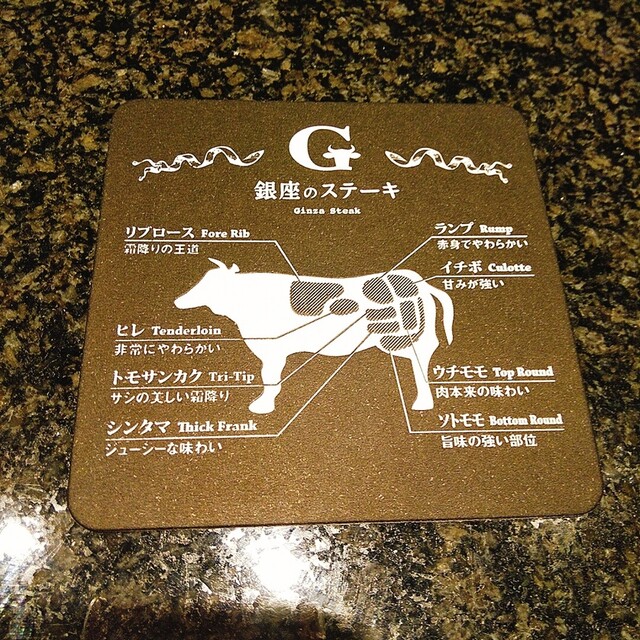 G
銀座のステーキ
Ginza Steak
リブロース Fore Rib
霜降りの王道
ヒレ Tenderloin
非常にやわらかい
トモサンカク Tri-Tip
サシの美しい霜降り
シンタマ Thick Frank
ジューシーな味わい
ランプ Rump
赤身でやわらかい
イチボ Culotte
甘みが強い
ウチモモ Top Round
肉本来の味わい
ソトモモ Bottom Round
旨味の強い部位